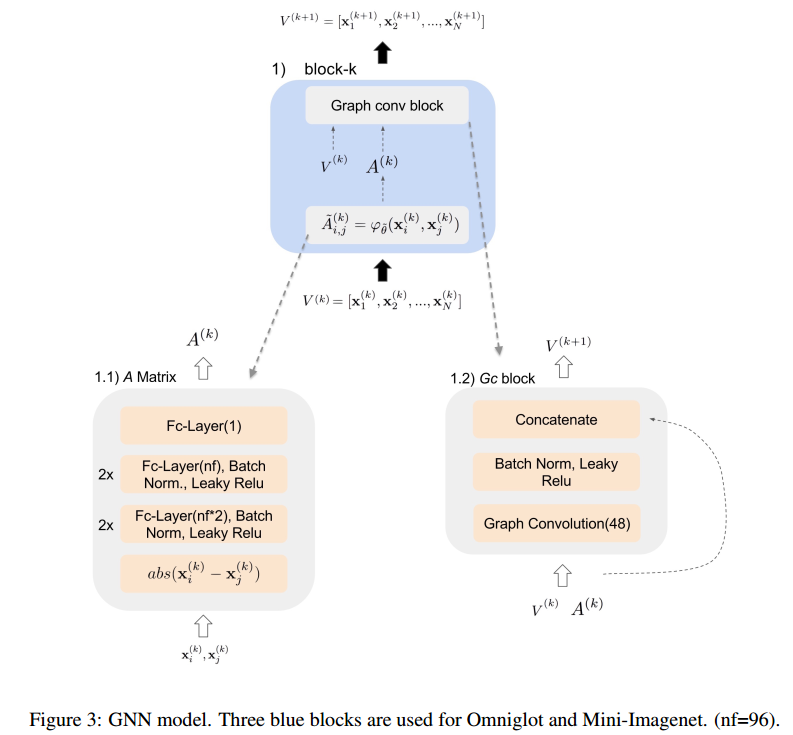 V^{(k+1)} = [x_1^{(k+1)}, x_2^{(k+1)}, ..., x_N^{(k+1)}]
1) block-k
Graph conv block
V^{(k)} A^{(k)}
Ã_{i,j}^{(k)} = φ_{θ̃}(x_i^{(k)}, x_j^{(k)})
V^{(k)} = [x_1^{(k)}, x_2^{(k)}, ..., x_N^{(k)}]
A^{(k)}
1.1) A Matrix
Fc-Layer(1)
2x Fc-Layer(nf), Batch
Norm., Leaky Relu
2x Fc-Layer(nf*2), Batch
Norm, Leaky Relu
abs(x_i^{(k)} − x_j^{(k)})
x_i^{(k)}, x_j^{(k)}
V^{(k+1)}
1.2) Gc block
Concatenate
Batch Norm, Leaky
Relu
Graph Convolution(48)
V^{(k)} A^{(k)}
Figure 3: GNN model. Three blue blocks are used for Omniglot and Mini-Imagenet. (nf=96).